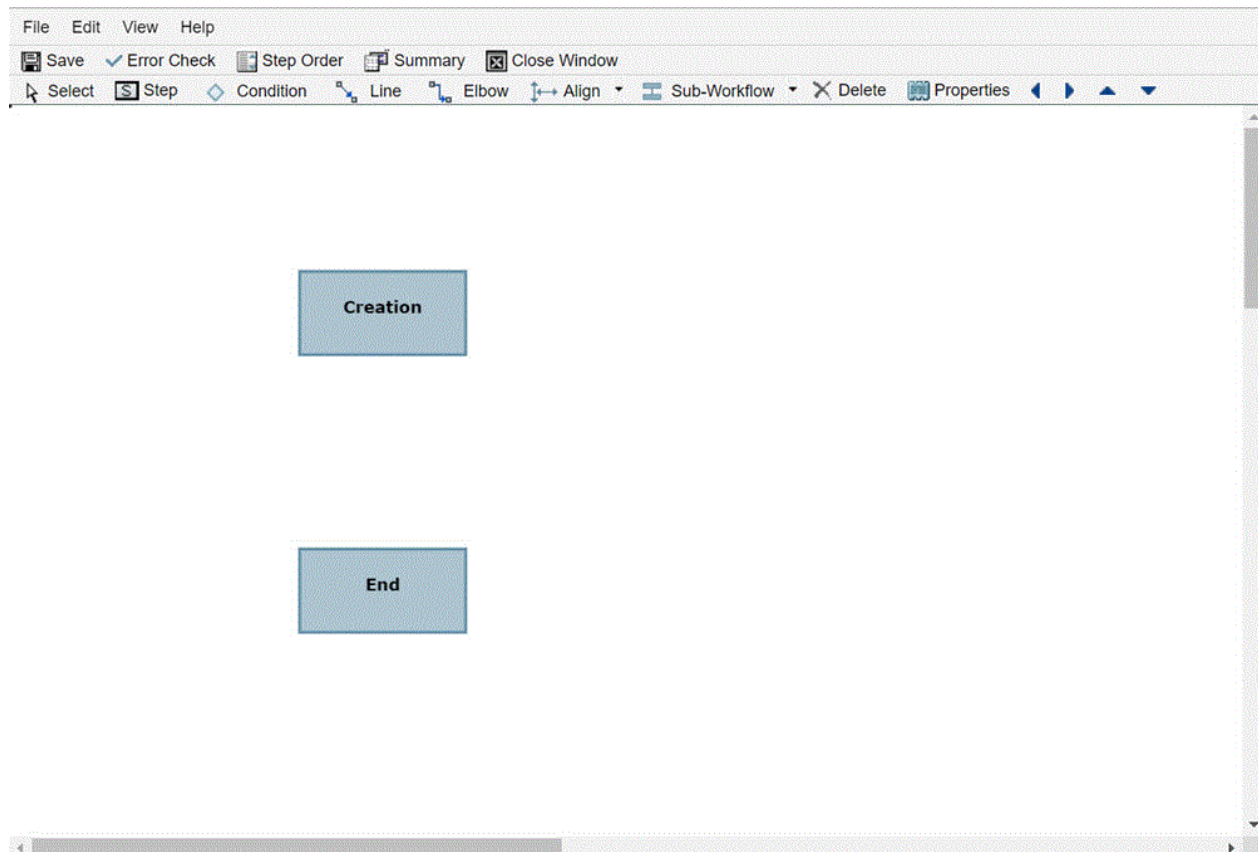 File Edit View Help
Save Error Check Step Order Summary Close Window
Select S Step Condition Line Elbow Align Sub-Workflow Delete Properties
Creation
End